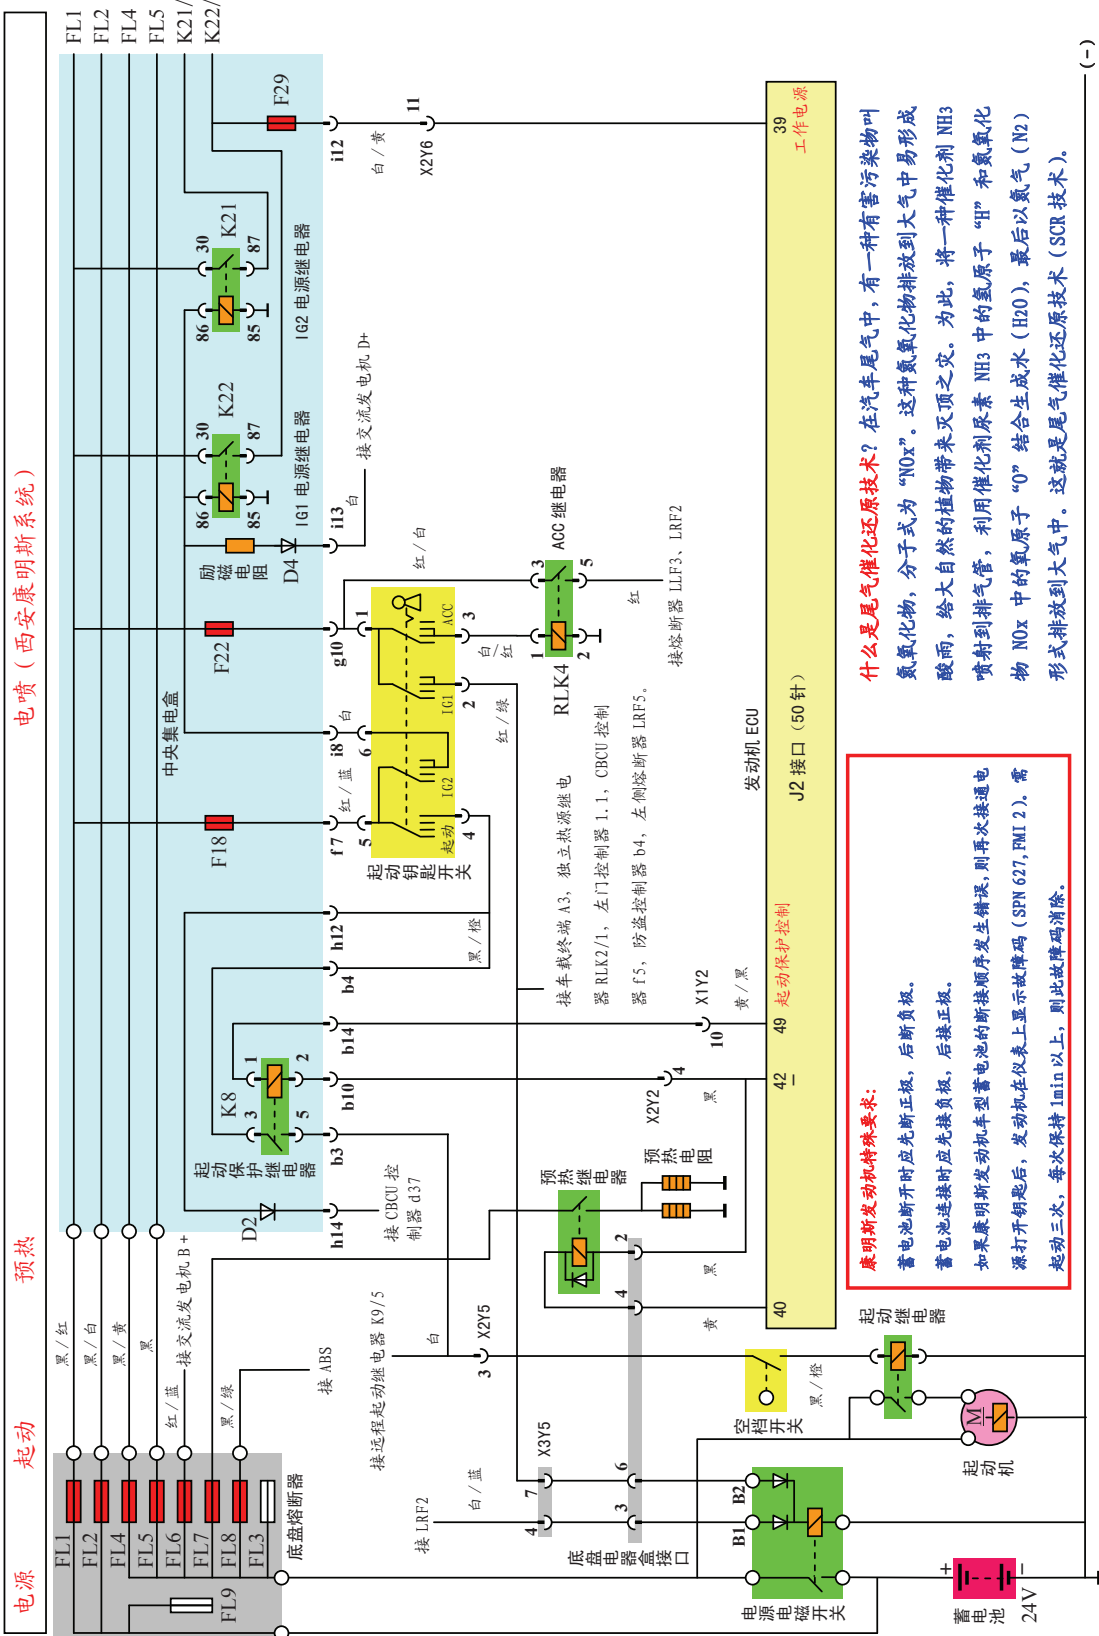 电喷（西安康明斯系统）
电源 起动 预热
FL1
FL2
FL4
FL5
K21/
K22/
中央集电盒
F29
i12
白/黄
X2Y6
11
39
工作电源
K21
30
87
86
85
IG2 电源继电器
K22
30
87
86
85
IG1 电源继电器
励磁电阻
D4
i13
白
接交流发电机 D+
F22
g10
1
红/白
F18
f7
红/蓝
5
i8
白
6
起动钥匙开关
起动
IG2
IG1
ACC
4
2
3
红/绿
白/红
RLK4
ACC 继电器
1
2
3
5
红
接熔断器 LLF3、LRF2
h12
b4
黑/橙
接车载终端 A3，独立热源继电
器 RLK2/1，左门控制器 1.1，CBCU 控制
器 f5，防盗控制器 b4，左侧熔断器 LRF5。
K8
1
2
3
5
起动保护继电器
b14
b10
b3
D2
h14
接 CBCU 控
制器 d37
10
X1Y2
黄/黑
49
起动保护控制
X2Y2
4
黑
42
—
发动机 ECU
J2 接口（50 针）
预热继电器
预热电阻
2
4
黑
黄
40
黑/红
黑/白
黑/黄
黑
红/蓝
接交流发电机 B+
黑/绿
接 ABS
接远程起动继电器 K9/5
白
3
X2Y5
空档开关
黑/橙
起动继电器
起动机
M
FL1
FL2
FL4
FL5
FL6
FL7
FL8
FL3
FL9
底盘熔断器
接 LRF2
白/蓝
4
7
X3Y5
3
6
底盘电器盒接口
B1
B2
电源电磁开关
蓄电池
24V
+
−
(−)
什么是尾气催化还原技术？在汽车尾气中，有一种有害污染物叫
氮氧化物，分子式为“NOx”。这种氮氧化物排放到大气中易形成
酸雨，给大自然的植物带来灭顶之灾。为此，将一种催化剂 NH3
喷射到排气管，利用催化剂尿素 NH3 中的氢原子“H”和氮氧化
物 NOx 中的氧原子“O”结合生成水（H2O），最后以氮气（N2）
形式排放到大气中。这就是尾气催化还原技术（SCR 技术）。
康明斯发动机特殊要求：
蓄电池断开时应先断正极，后断负极。
蓄电池连接时应先接负极，后接正极。
如果康明斯发动机车型蓄电池的断接顺序发生错误，则再次接通电
源打开钥匙后，发动机在仪表上显示故障码（SPN 627，FMI 2）。需
起动三次，每次保持 1min 以上，则此故障码消除。